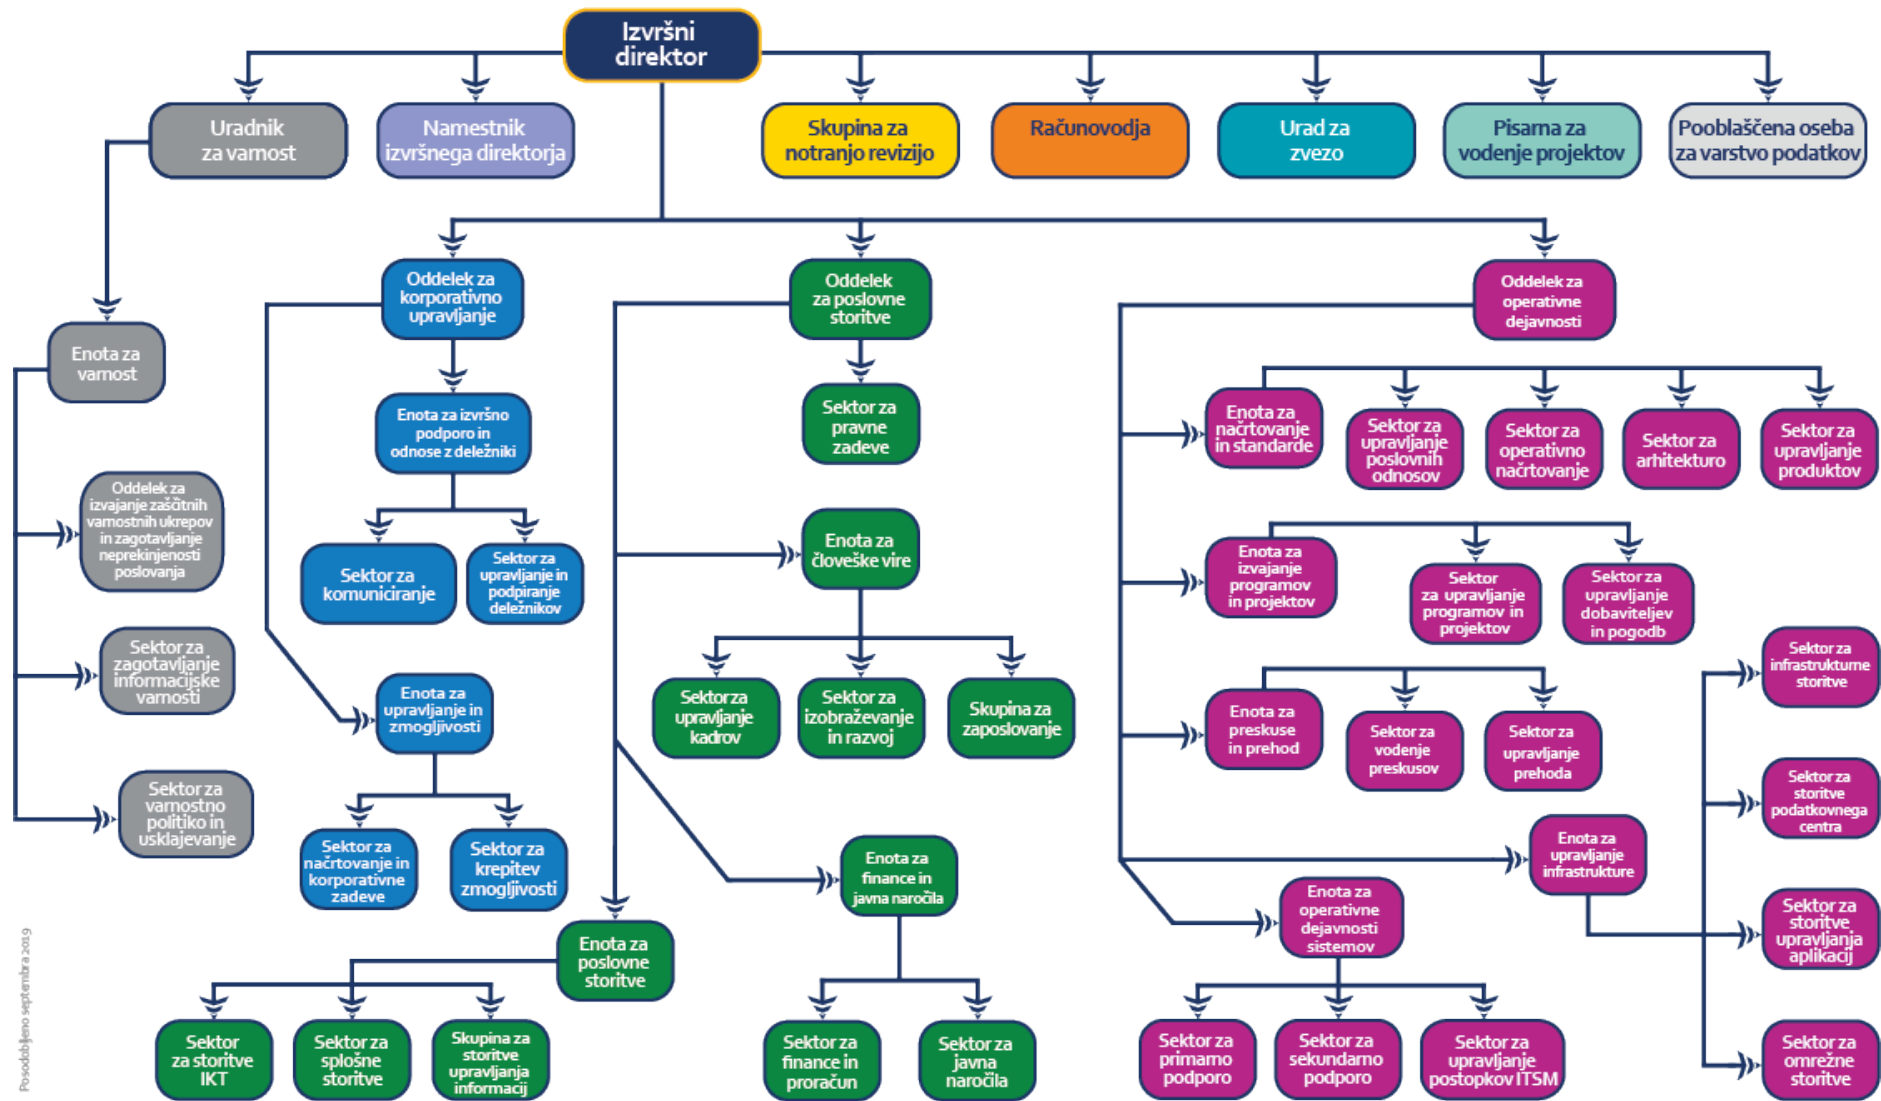 Izvršni
direktor
Uradnik
za varnost
Namestnik
izvršnega direktorja
Skupina za
notranjo revizijo
Računovodja
Urad za
zvezo
Pisarna za
vodenje projektov
Pooblaščena oseba
za varstvo podatkov
Oddelek za
korporativno
upravljanje
Oddelek
za poslovne
storitve
Oddelek za
operativne
dejavnosti
Enota za
varnost
Oddelek za
izvajanje zaščitnih
varnostnih ukrepov
in zagotavljanje
neprekinjenosti
poslovanja
Sektor za
zagotavljanje
informacijske
varnosti
Sektor za
varnostno
politiko in
usklajevanje
Enota za izvršno
podporo in
odnose z deležniki
Sektor za
komuniciranje
Sektor za
upravljanje in
podpiranje
deležnikov
Enota za
upravljanje in
zmogljivosti
Sektor za
načrtovanje in
korporativne
zadeve
Sektor za
krepitev
zmogljivosti
Sektor za
pravne
zadeve
Enota za
človeške vire
Sektor za
upravljanje
kadrov
Sektor za
izobraževanje
in razvoj
Skupina za
zaposlovanje
Enota za
finance in
javna naročila
Sektor za
finance in
proračun
Sektor za
javna
naročila
Enota za
poslovne
storitve
Sektor
za storitve
IKT
Sektor za
splošne
storitve
Skupina za
storitve
upravljanja
informacij
Enota za
načrtovanje
in standarde
Sektor za
upravljanje
poslovnih
odnosov
Sektor za
operativno
načrtovanje
Sektor za
arhitekturo
Sektor za
upravljanje
produktov
Enota za
izvajanje
programov
in projektov
Sektor
za upravljanje
programov in
projektov
Sektor za
upravljanje
dobaviteljev
in pogodb
Enota za
preskuse
in prehod
Sektor za
vodenje
preskusov
Sektor za
upravljanje
prehoda
Enota za
upravljanje
infrastrukture
Sektor za
infrastrukturne
storitve
Sektor za
storitve
podatkovnega
centra
Sektor za
storitve
upravljanja
aplikacij
Sektor za
omrežne
storitve
Enota za
operativne
dejavnosti
sistemov
Sektor za
primarno
podporo
Sektor za
sekundarno
podporo
Sektor za
upravljanje
postopkov ITSM
Posodobljeno septembra 2019